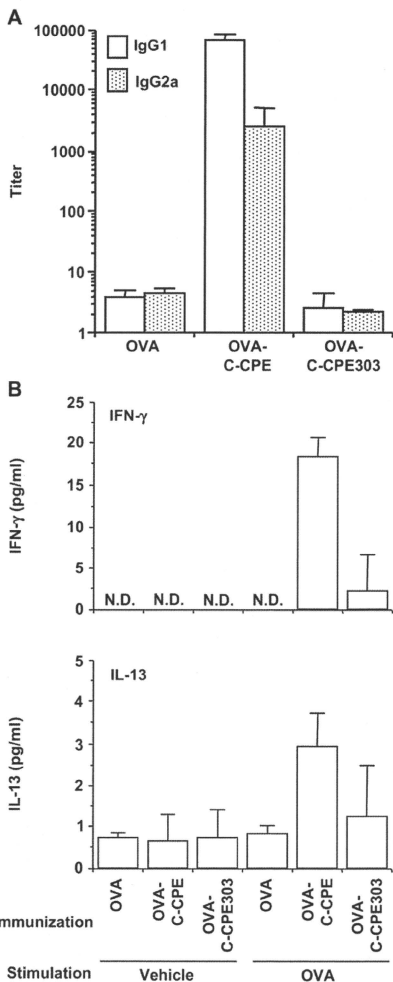 A
100000
10000
1000
100
10
1
Titer
IgG1
IgG2a
OVA
OVA-
C-CPE
OVA-
C-CPE303
B
IFN-γ
25
20
15
10
5
0
IFN-γ (pg/ml)
N.D. N.D. N.D. N.D.
IL-13
5
4
3
2
1
0
IL-13 (pg/ml)
mmunization
OVA
OVA-
C-CPE
OVA-
C-CPE303
OVA
OVA-
C-CPE
OVA-
C-CPE303
Stimulation Vehicle OVA